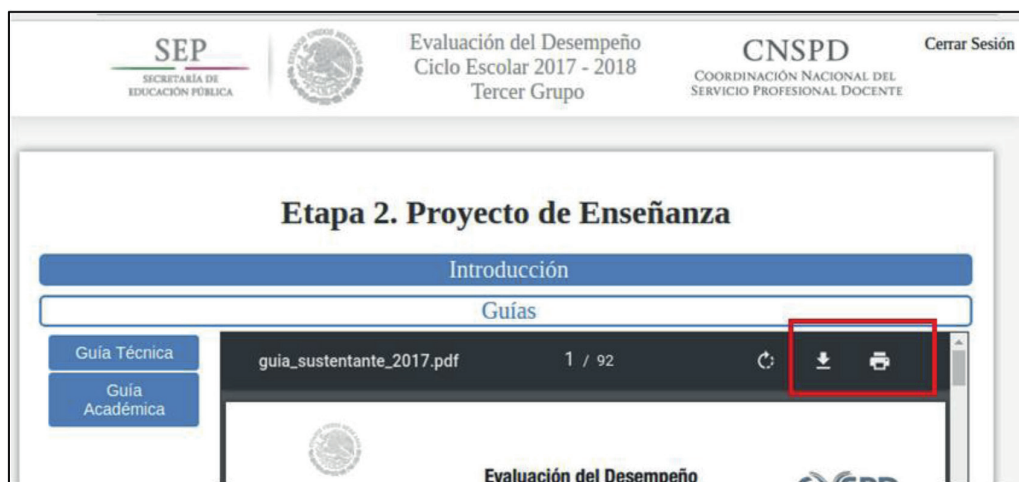 SEP
SECRETARÍA DE
EDUCACIÓN PÚBLICA
Evaluación del Desempeño
Ciclo Escolar 2017 - 2018
Tercer Grupo
CNSPD
COORDINACIÓN NACIONAL DEL
SERVICIO PROFESIONAL DOCENTE
Cerrar Sesión
Etapa 2. Proyecto de Enseñanza
Introducción
Guías
Guía Técnica
Guía
Académica
guia_sustentante_2017.pdf
1 / 92
Evaluación del Desempeño